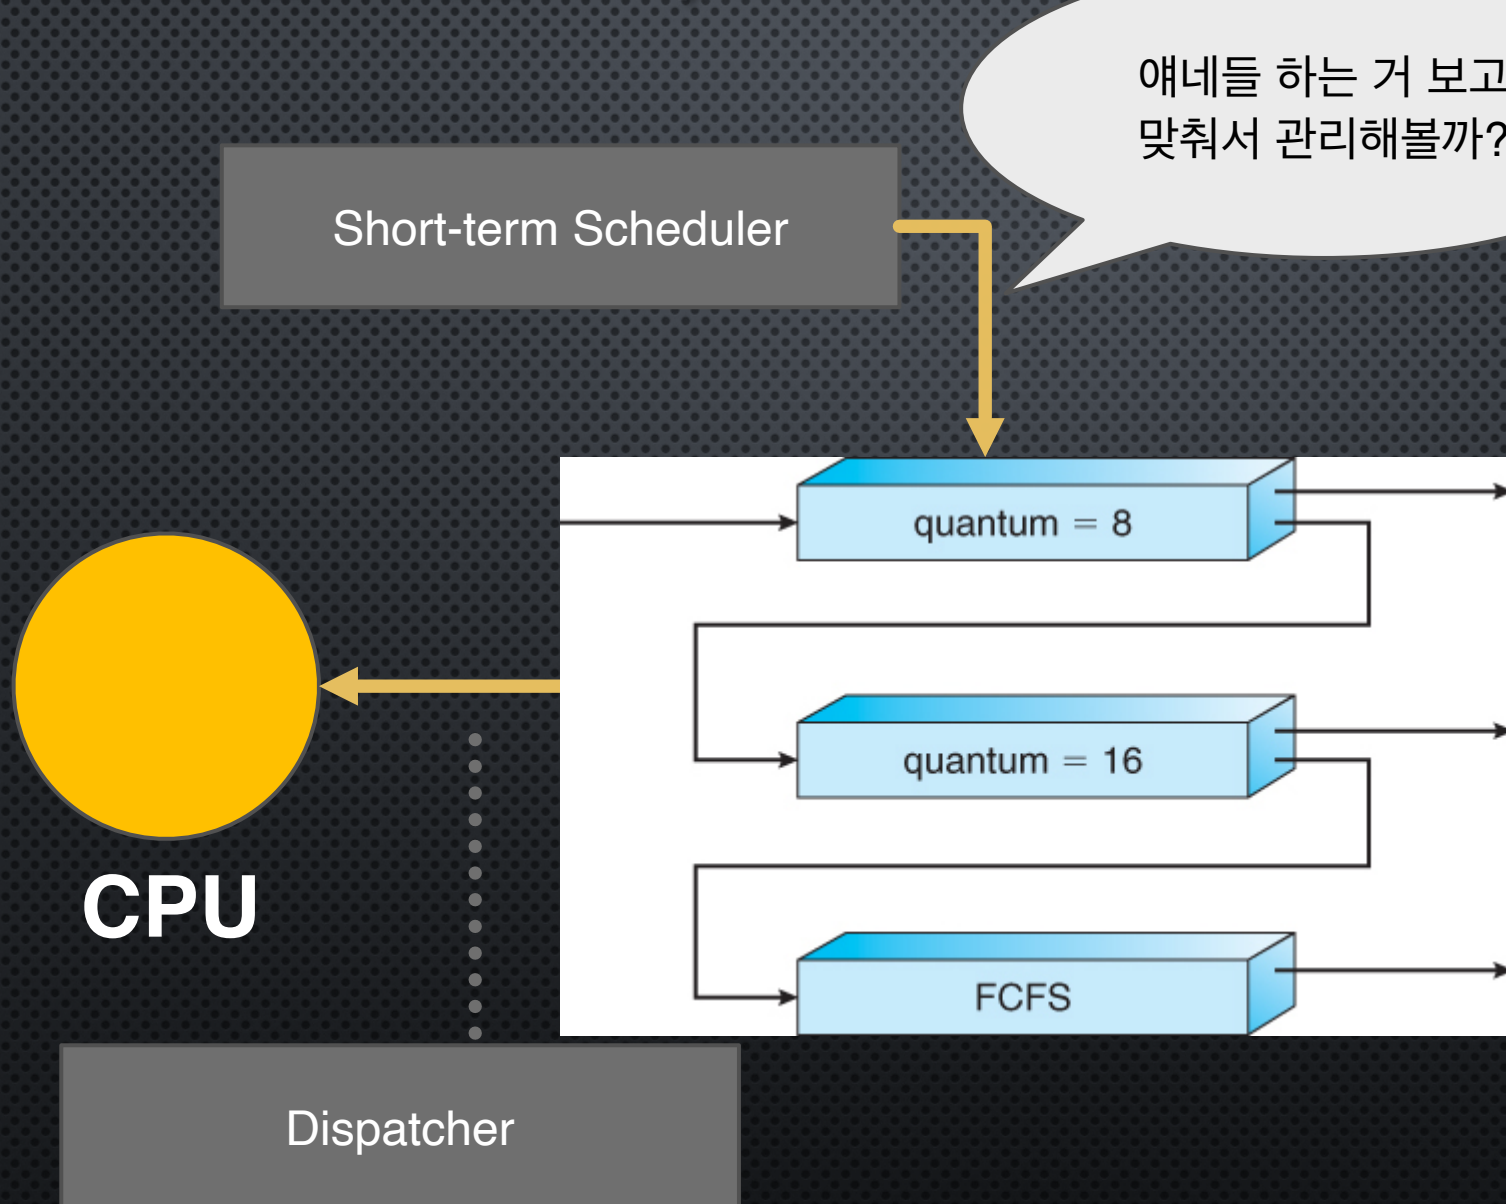 얘네들 하는 거 보고
맞춰서 관리해볼까?
Short-term Scheduler
quantum = 8
quantum = 16
CPU
FCFS
Dispatcher